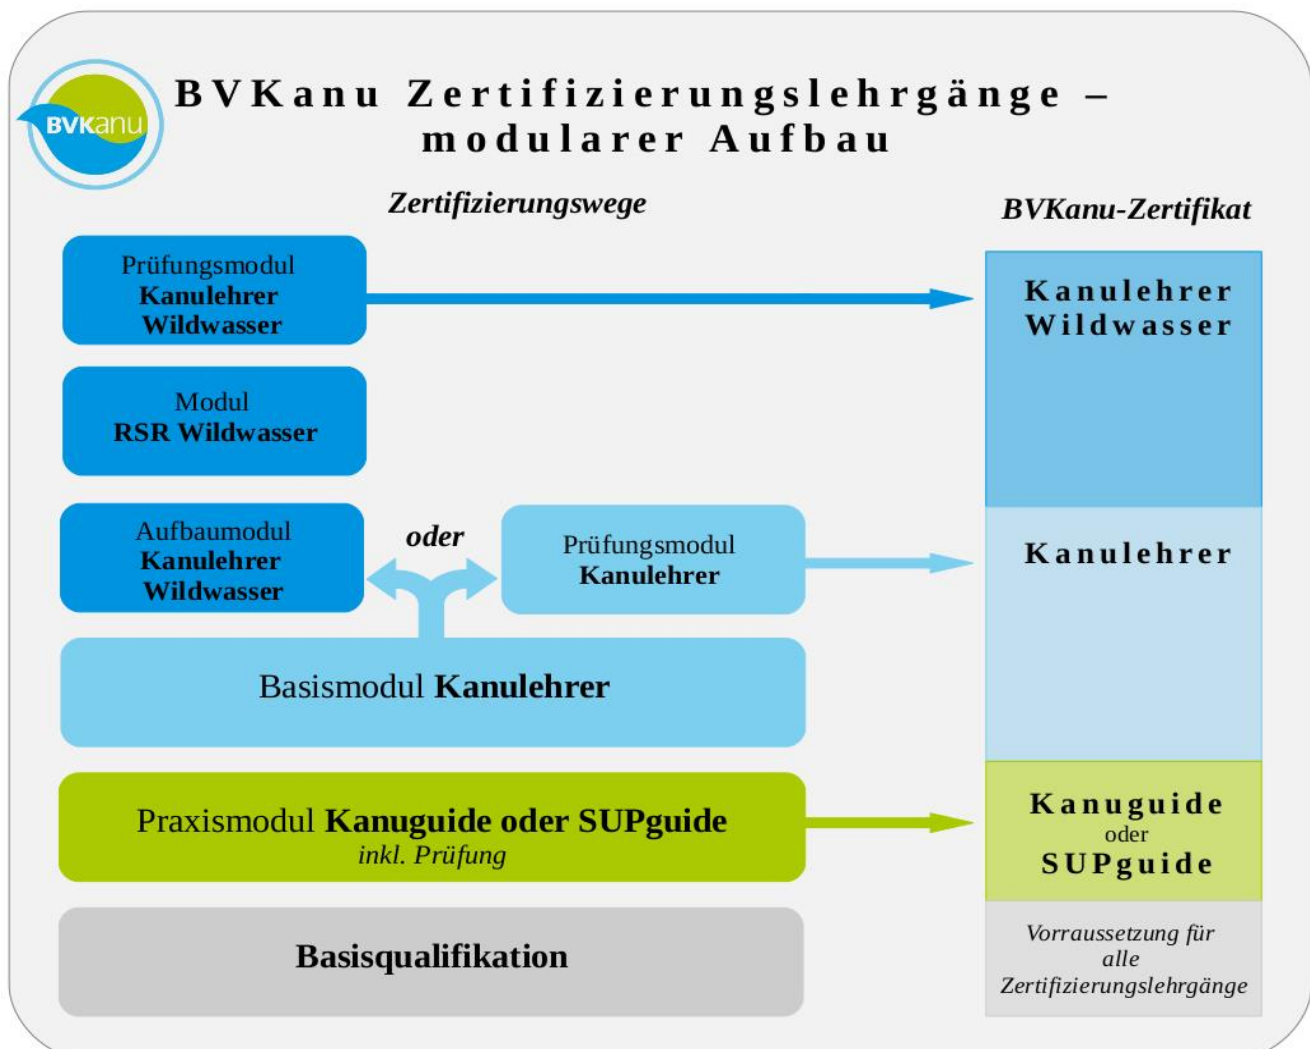 BVKanu
BVKanu Zertifizierungslehrgänge –
modularer Aufbau
Zertifizierungswege
BVKanu-Zertifikat
Prüfungsmodul
Kanulehrer
Wildwasser
Kanulehrer
Wildwasser
Modul
RSR Wildwasser
Aufbaumodul
Kanulehrer
Wildwasser
oder
Prüfungsmodul
Kanulehrer
Kanulehrer
Basismodul Kanulehrer
Praxismodul Kanuguide oder SUPguide
inkl. Prüfung
Kanuguide
oder
SUPguide
Basisqualifikation
Vorraussetzung für
alle
Zertifizierungslehrgänge